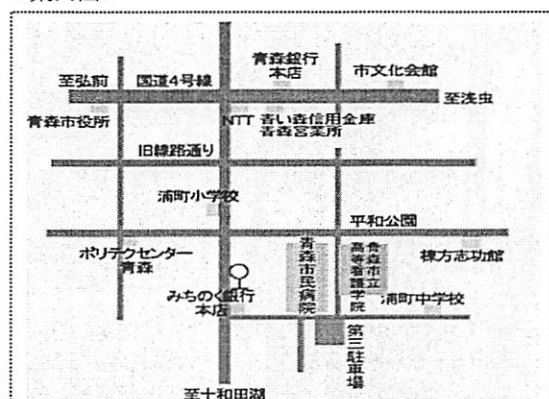 青森銀行
本店
市文化会館
至弘前
国道4号線
至浅虫
青森市役所
NTT
青い森信用金庫
青森営業所
旧線路通り
浦町小学校
平和公園
ポリテクセンター
青森
青森市民病院
青森市立
高等看護学院
棟方志功館
みちのく銀行
本店
浦町中学校
第三駐車場
至十和田湖